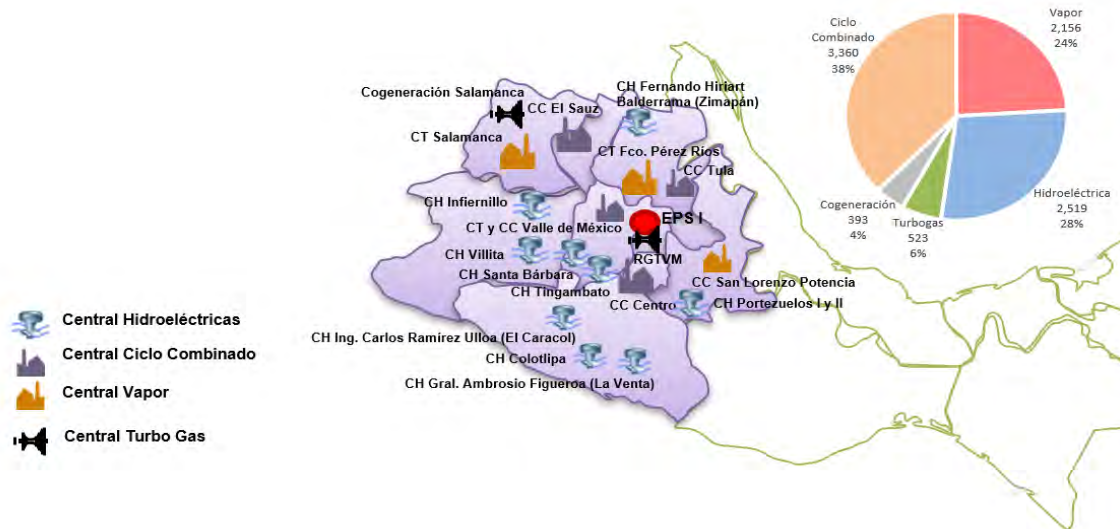 Ciclo
Combinado
3,360
38%
Vapor
2,156
24%
Hidroeléctrica
2,519
28%
Turbogas
523
6%
Cogeneración
393
4%
Cogeneración Salamanca
CC El Sauz
CH Fernando Hiriart
Balderrama (Zimapán)
CT Salamanca
CT Fco. Pérez Ríos
CC Tula
CH Infiernillo
EPS I
CT y CC Valle de México
RGTVM
CH Villita
CH Santa Bárbara
CC San Lorenzo Potencia
CH Tingambato
CC Centro
CH Portezuelos I y II
CH Ing. Carlos Ramírez Ulloa (El Caracol)
CH Colotlipa
CH Gral. Ambrosio Figueroa (La Venta)
Central Hidroeléctricas
Central Ciclo Combinado
Central Vapor
Central Turbo Gas